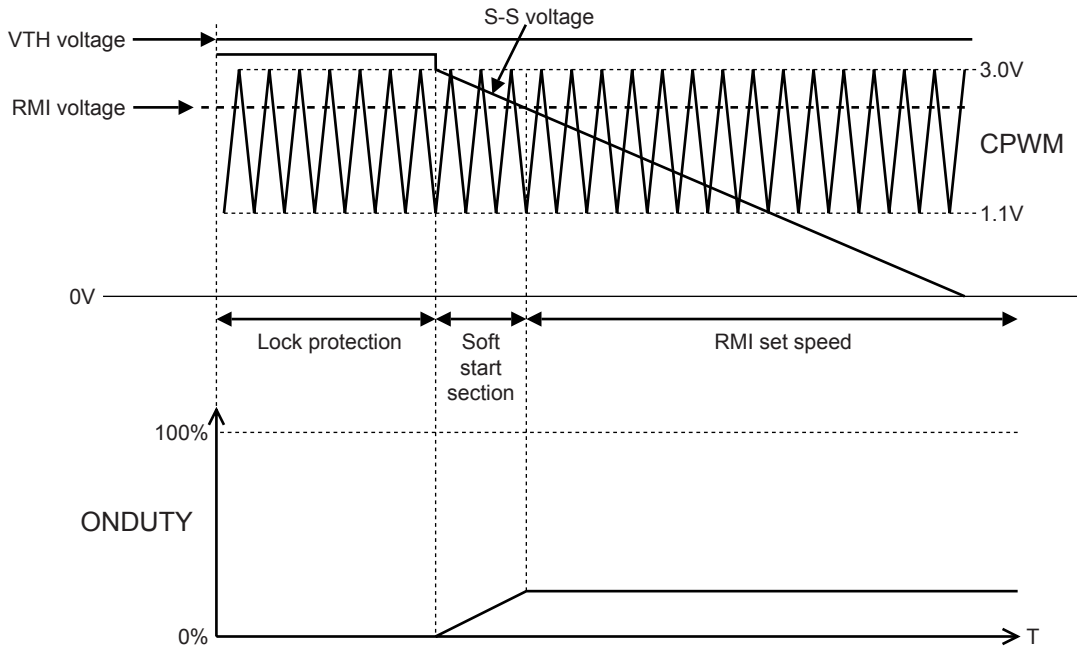 S-S voltage
VTH voltage
3.0V
RMI voltage
CPWM
1.1V
0V
Lock protection
Soft
start
section
RMI set speed
100%
ONDUTY
0%
T